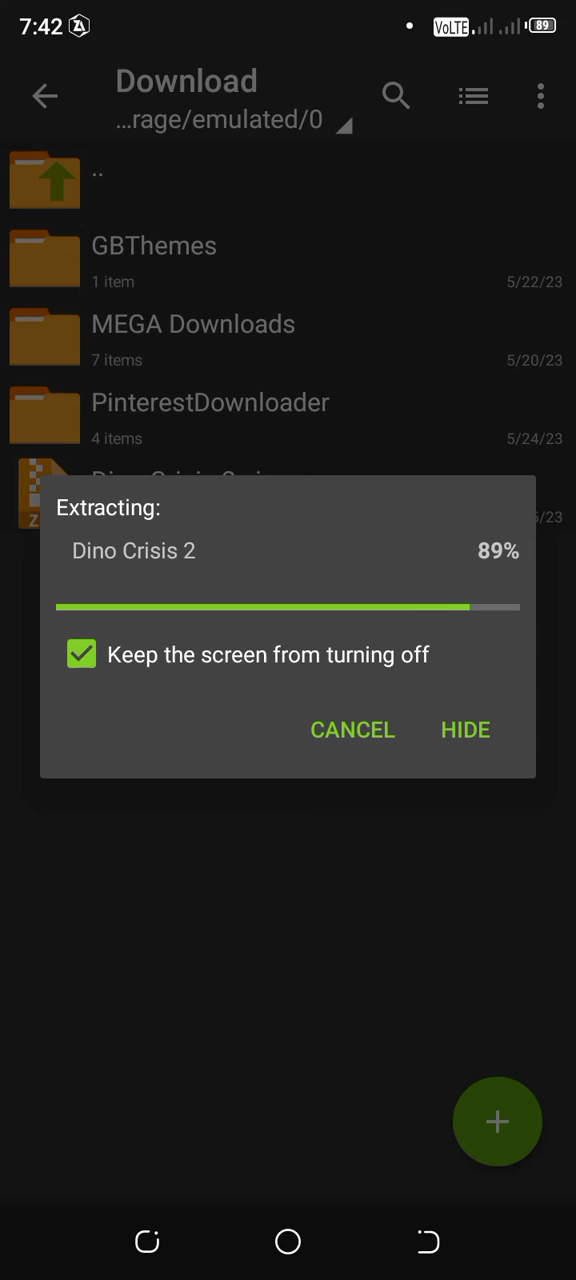 7:42
VoLTE
89
Download
...rage/emulated/0
..
GBThemes
1 item
5/22/23
MEGA Downloads
7 items
5/20/23
PinterestDownloader
4 items
5/24/23
Z
/23
Extracting:
Dino Crisis 2
89%
Keep the screen from turning off
CANCEL
HIDE